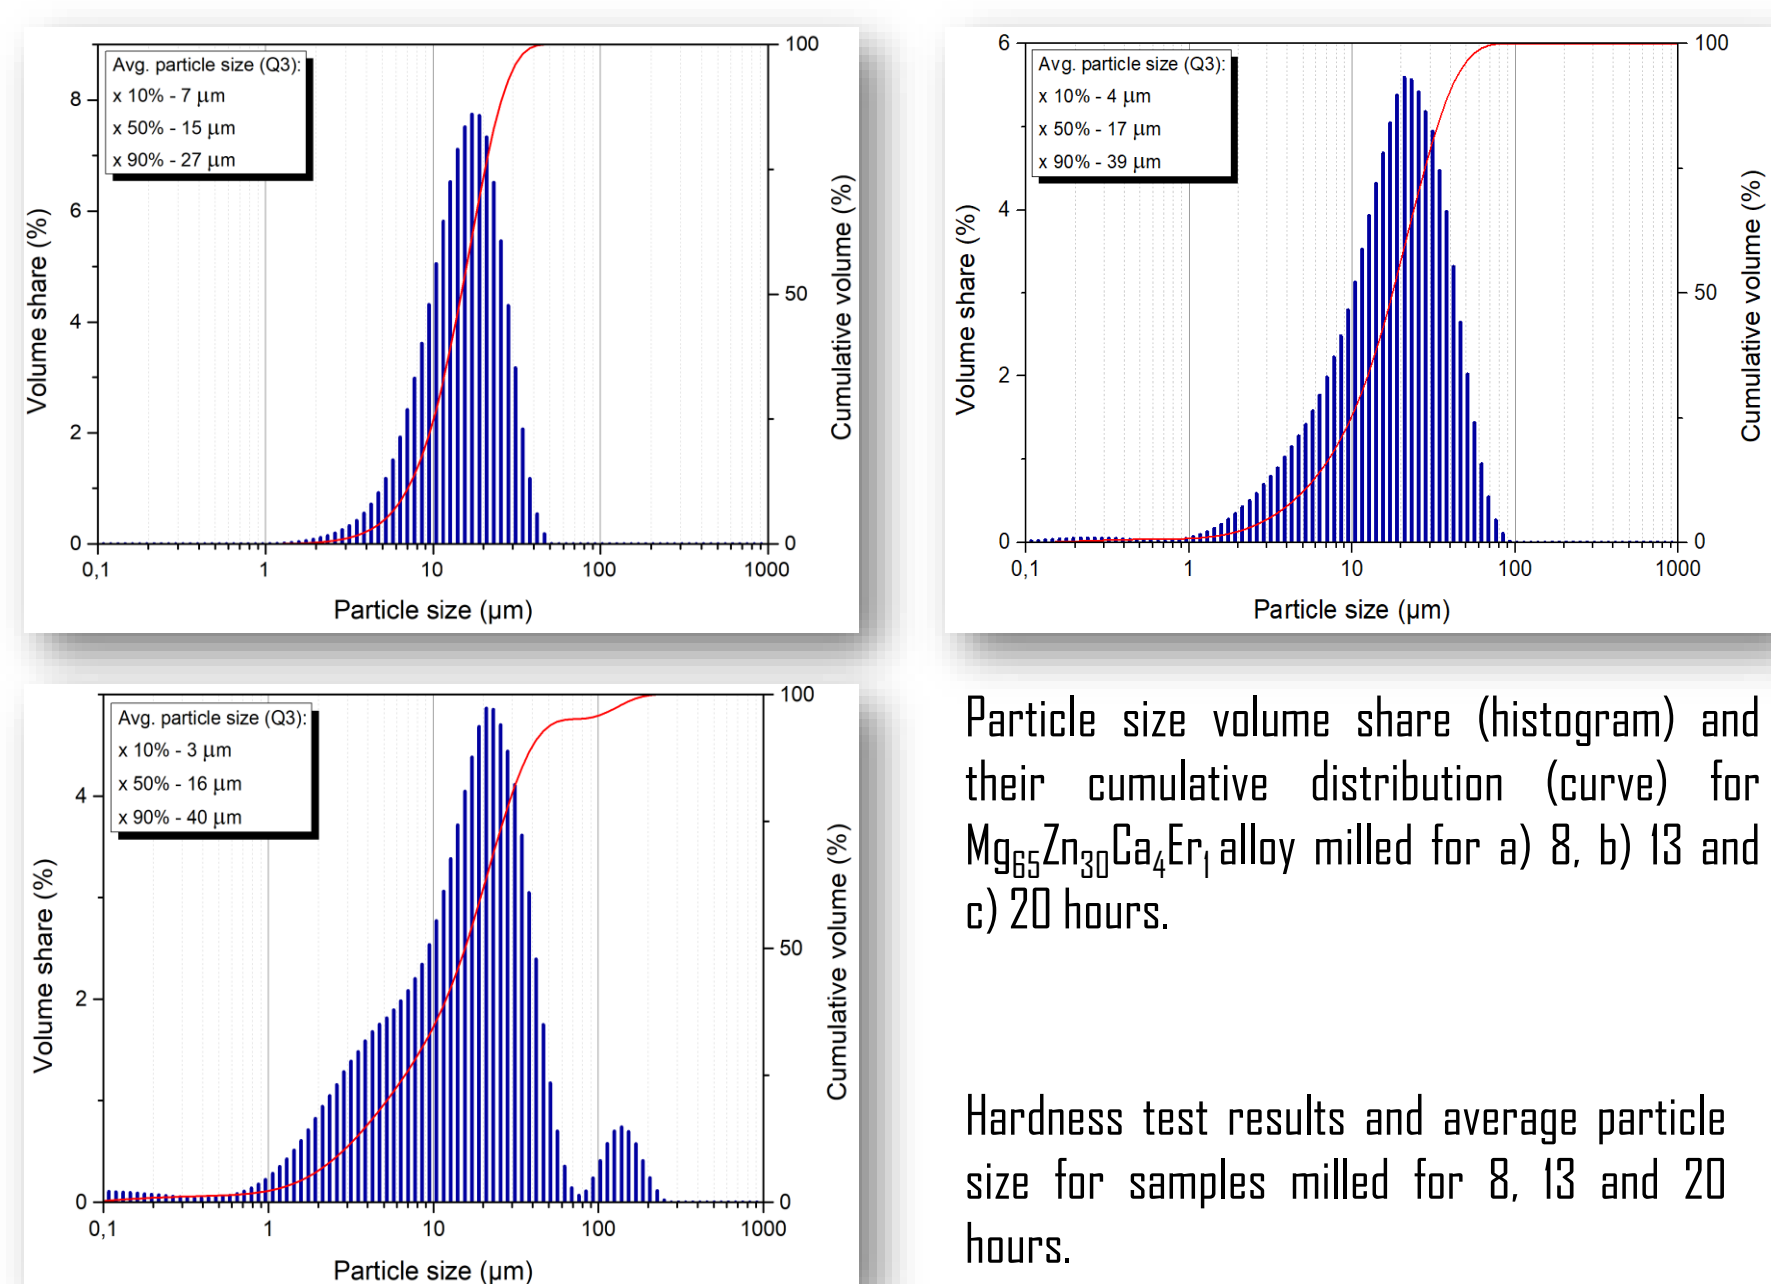 Avg. particle size (Q3):
x 10% - 7 μm
x 50% - 15 μm
x 90% - 27 μm
Volume share (%)
8
6
4
2
0
100
50
0
Cumulative volume (%)
0,1 1 10 100 1000
Particle size (μm)
Avg. particle size (Q3):
x 10% - 4 μm
x 50% - 17 μm
x 90% - 39 μm
Volume share (%)
6
4
2
0
100
50
0
Cumulative volume (%)
0,1 1 10 100 1000
Particle size (μm)
Avg. particle size (Q3):
x 10% - 3 μm
x 50% - 16 μm
x 90% - 40 μm
Volume share (%)
4
2
0
100
50
0
Cumulative volume (%)
0,1 1 10 100 1000
Particle size (μm)
Particle size volume share (histogram) and
their cumulative distribution (curve) for
Mg₆₅Zn₃₀Ca₄Er₁ alloy milled for a) 8, b) 13 and
c) 20 hours.
Hardness test results and average particle
size for samples milled for 8, 13 and 20
hours.